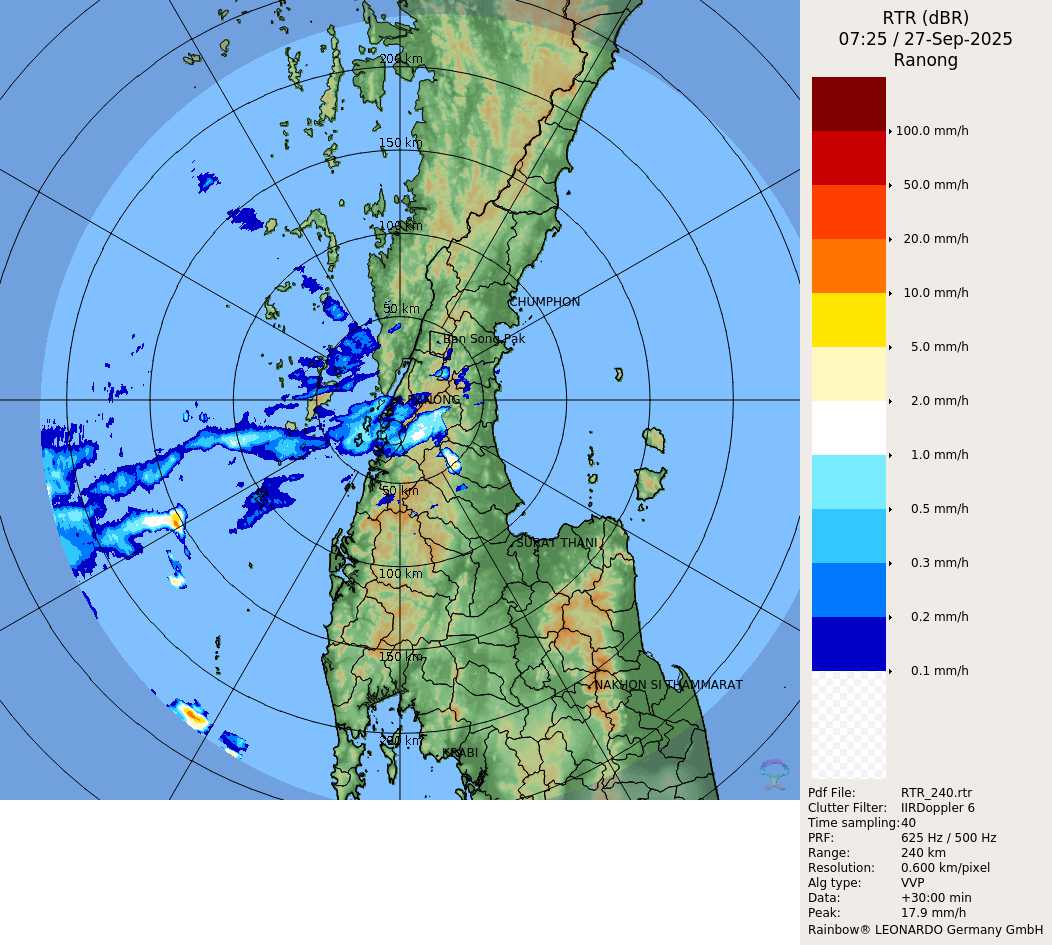 RTR (dBR)
07:25 / 27-Sep-2025
Ranong
100.0 mm/h
50.0 mm/h
20.0 mm/h
10.0 mm/h
5.0 mm/h
2.0 mm/h
1.0 mm/h
0.5 mm/h
0.3 mm/h
0.2 mm/h
0.1 mm/h
200 km
150 km
100 km
50 km
CHUMPHON
Ban Song Pak
RANONG
50 km
SURAT THANI
100 km
150 km
NAKHON SI THAMMARAT
200 km
KRABI
Pdf File: RTR_240.rtr
Clutter Filter: IIRDoppler 6
Time sampling:40
PRF: 625 Hz / 500 Hz
Range: 240 km
Resolution: 0.600 km/pixel
Alg type: VVP
Data: +30:00 min
Peak: 17.9 mm/h
Rainbow® LEONARDO Germany GmbH